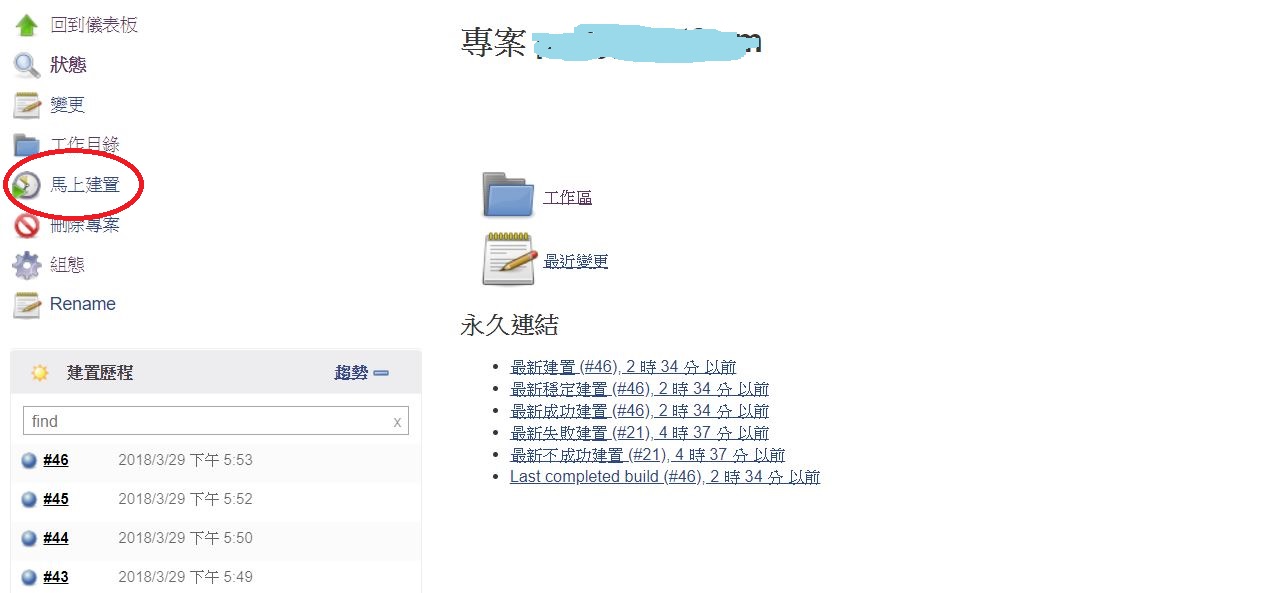 回到儀表板
狀態
變更
工作目錄
馬上建置
刪除專案
組態
Rename
建置歷程 趨勢
find x
#46 2018/3/29 下午 5:53
#45 2018/3/29 下午 5:52
#44 2018/3/29 下午 5:50
#43 2018/3/29 下午 5:49
專案
工作區
最近變更
永久連結
最新建置 (#46), 2 時 34 分 以前
最新穩定建置 (#46), 2 時 34 分 以前
最新成功建置 (#46), 2 時 34 分 以前
最新失敗建置 (#21), 4 時 37 分 以前
最新不成功建置 (#21), 4 時 37 分 以前
Last completed build (#46), 2 時 34 分 以前